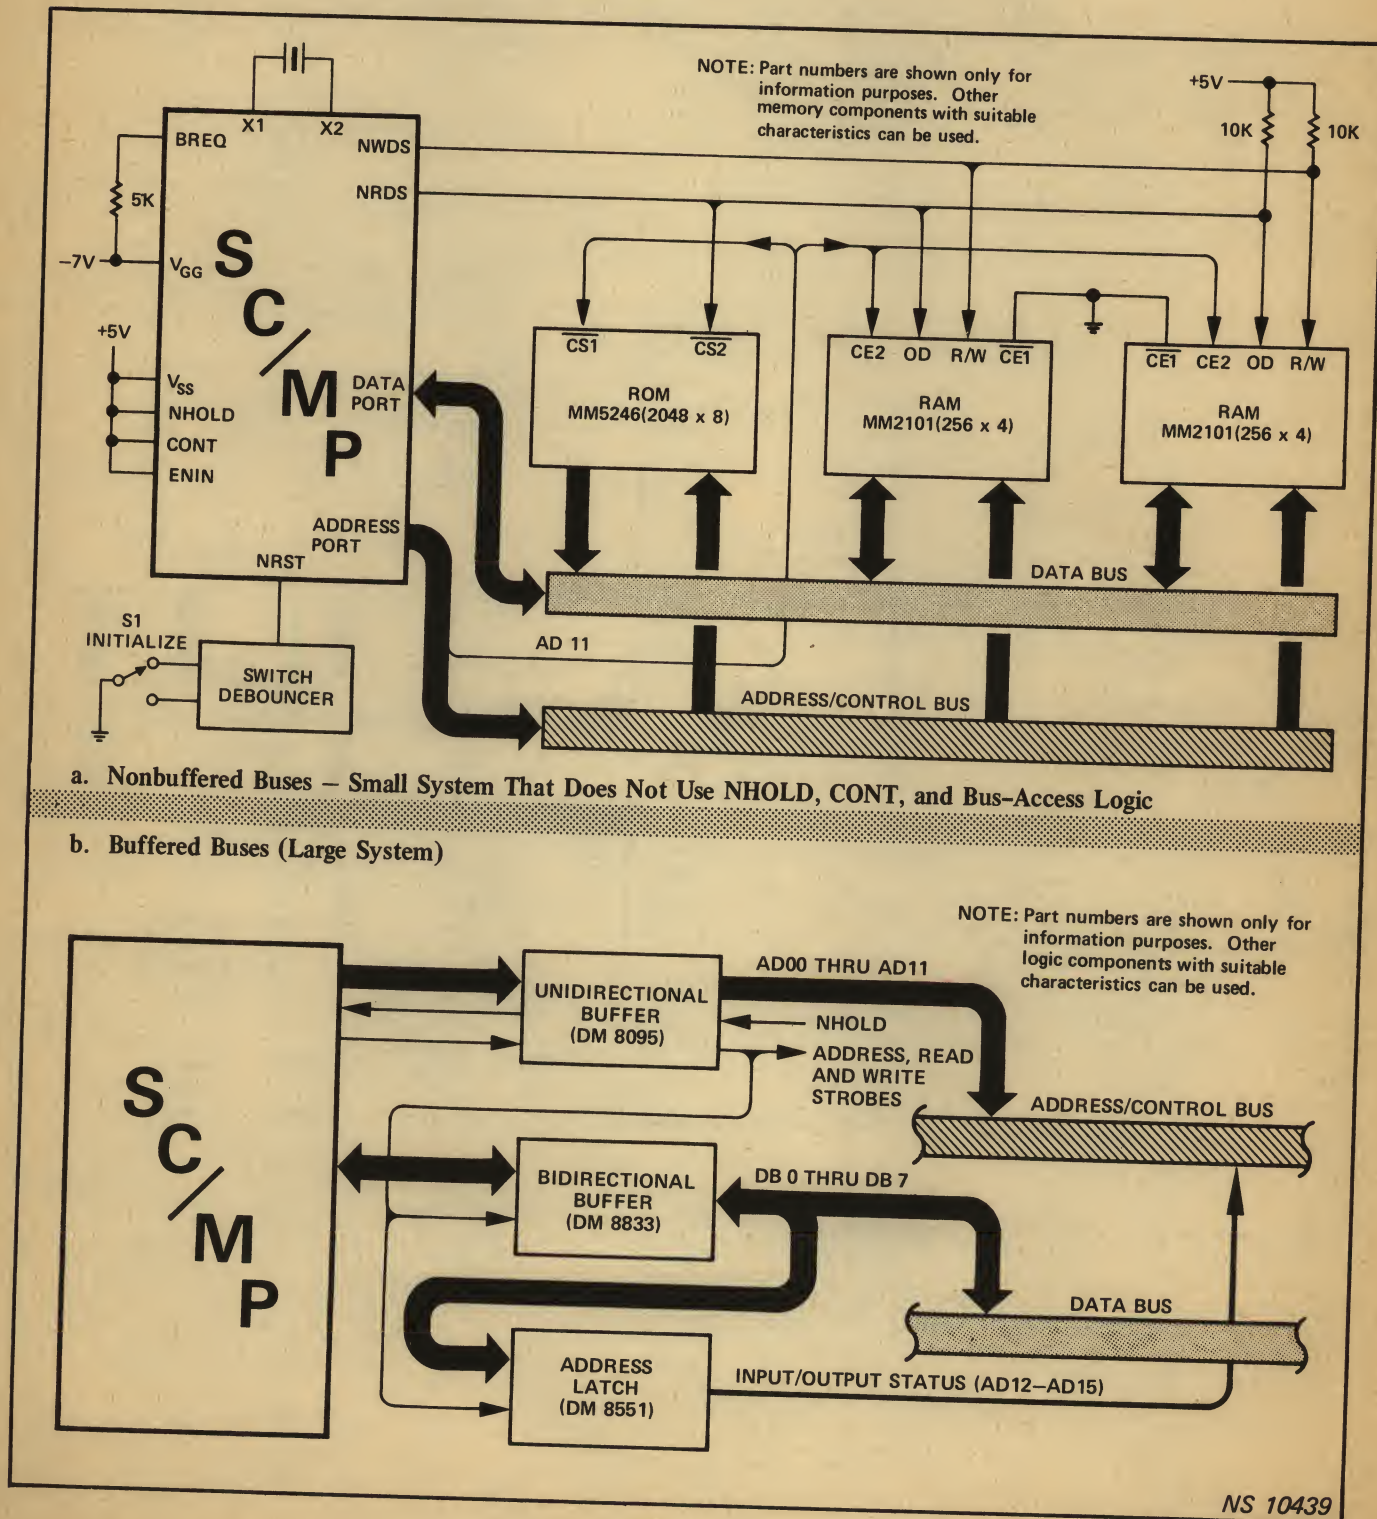 NOTE: Part numbers are shown only for
information purposes. Other
memory components with suitable
characteristics can be used.
+5V
10K
10K
X1
X2
BREQ
NWDS
NRDS
5K
-7V
VGG
S
C/
M
P
+5V
VSS
NHOLD
CONT
ENIN
DATA
PORT
ADDRESS
PORT
NRST
CS1
CS2
ROM
MM5246(2048 x 8)
CE2
OD
R/W
CE1
RAM
MM2101(256 x 4)
CE1
CE2
OD
R/W
RAM
MM2101(256 x 4)
DATA BUS
S1
INITIALIZE
SWITCH
DEBOUNCER
AD 11
ADDRESS/CONTROL BUS
a. Nonbuffered Buses – Small System That Does Not Use NHOLD, CONT, and Bus–Access Logic
b. Buffered Buses (Large System)
NOTE: Part numbers are shown only for
information purposes. Other
logic components with suitable
characteristics can be used.
S
C/
M
P
UNIDIRECTIONAL
BUFFER
(DM 8095)
AD00 THRU AD11
NHOLD
ADDRESS, READ
AND WRITE
STROBES
ADDRESS/CONTROL BUS
BIDIRECTIONAL
BUFFER
(DM 8833)
DB 0 THRU DB 7
DATA BUS
ADDRESS
LATCH
(DM 8551)
INPUT/OUTPUT STATUS (AD12–AD15)
NS 10439